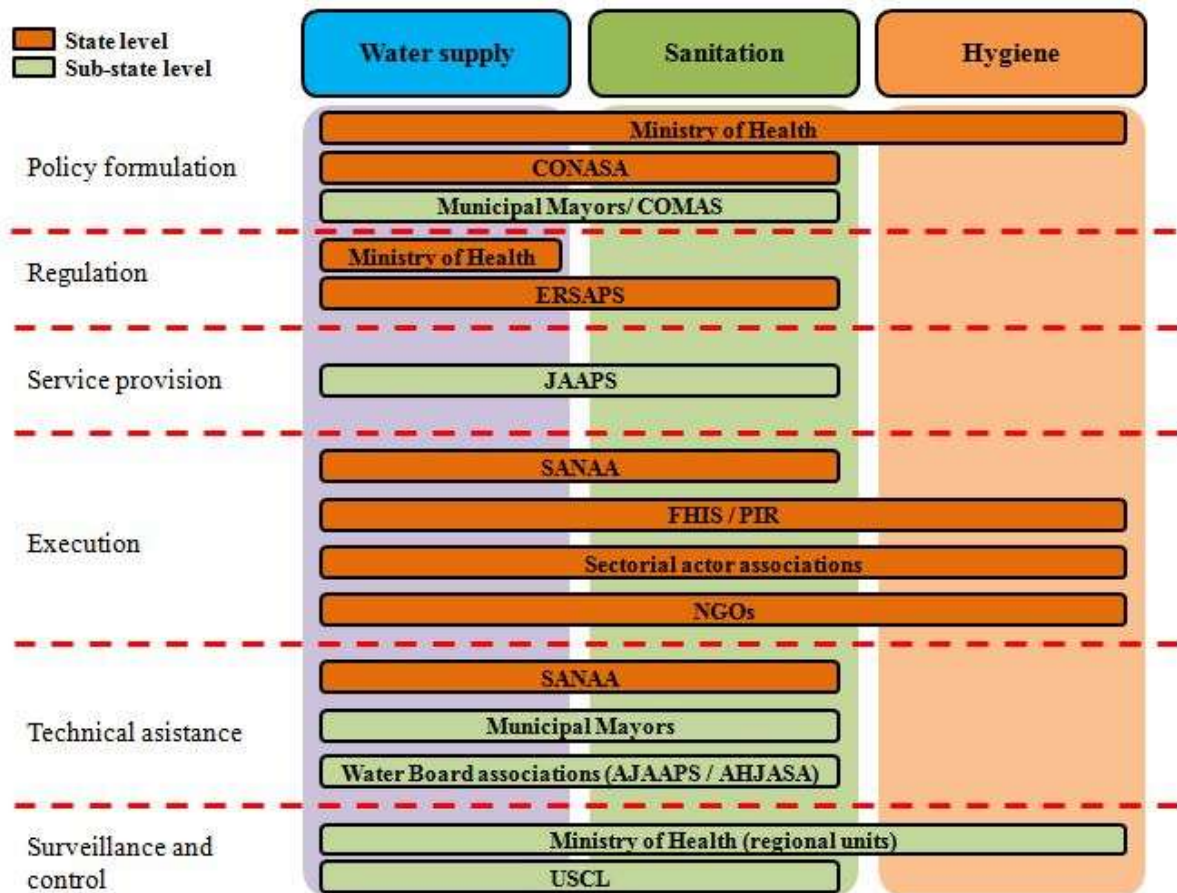 State level
Sub-state level
Water supply
Sanitation
Hygiene
Policy formulation
Ministry of Health
CONASA
Municipal Mayors/ COMAS
Regulation
Ministry of Health
ERSAPS
Service provision
JAAPS
Execution
SANAA
FHIS / PIR
Sectorial actor associations
NGOs
Technical asistance
SANAA
Municipal Mayors
Water Board associations (AJAAPS / AHJASA)
Surveillance and
control
Ministry of Health (regional units)
USCL